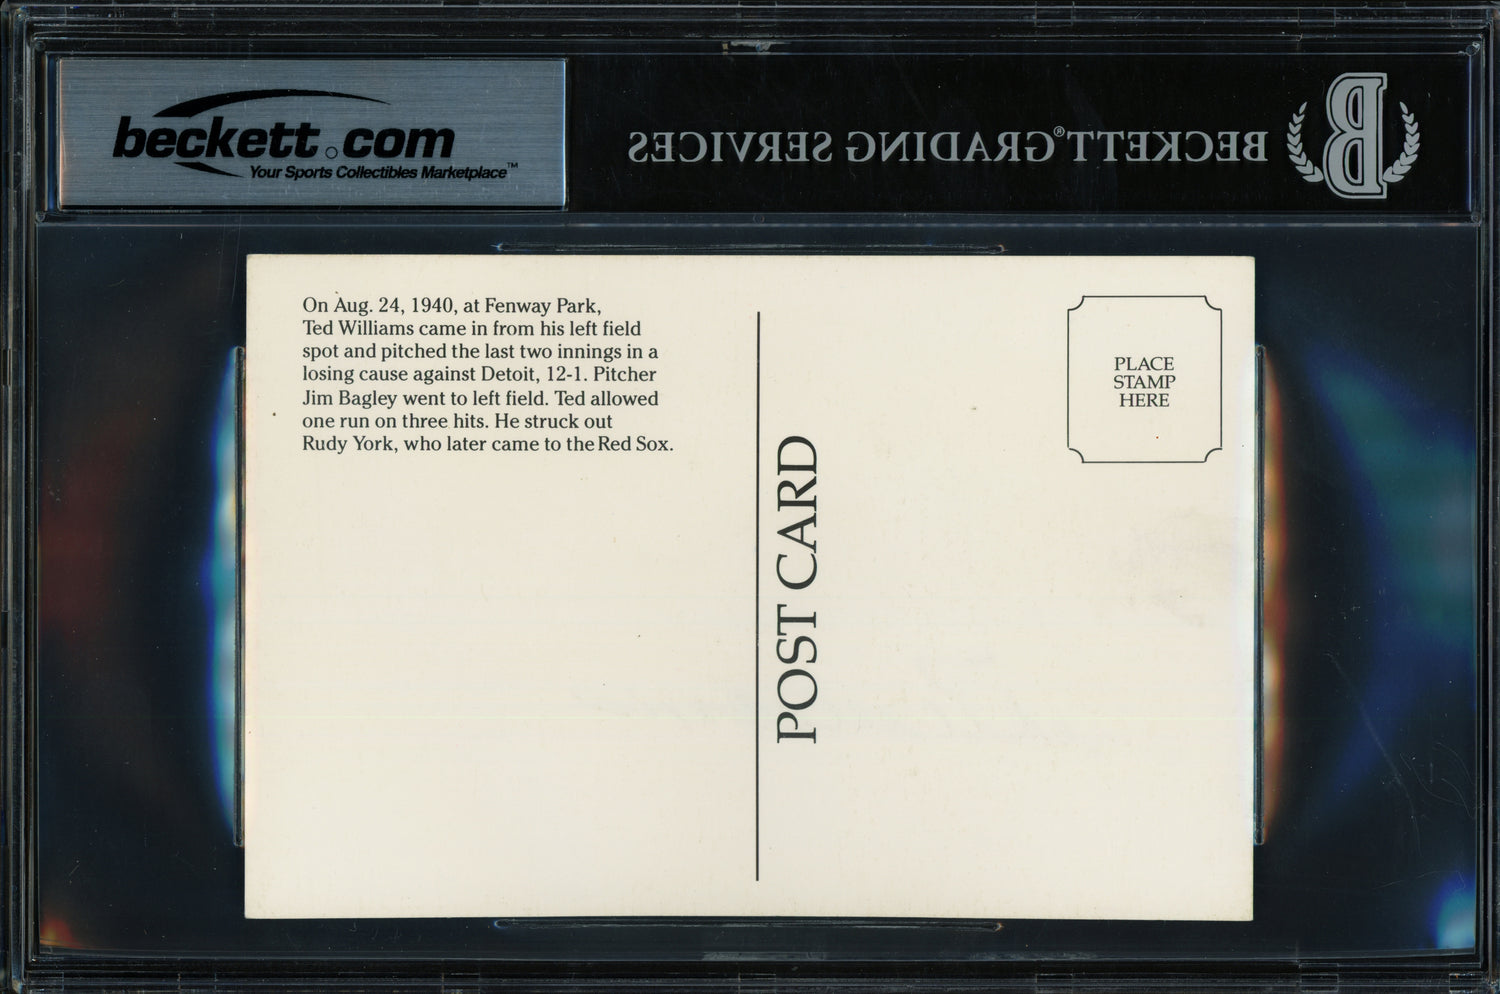 beckett.com
Your Sports Collectibles Marketplace™
BECKETT® GRADING SERVICES
B
On Aug. 24, 1940, at Fenway Park,
Ted Williams came in from his left field
spot and pitched the last two innings in a
losing cause against Detoit, 12-1. Pitcher
Jim Bagley went to left field. Ted allowed
one run on three hits. He struck out
Rudy York, who later came to the Red Sox.
POST CARD
PLACE
STAMP
HERE